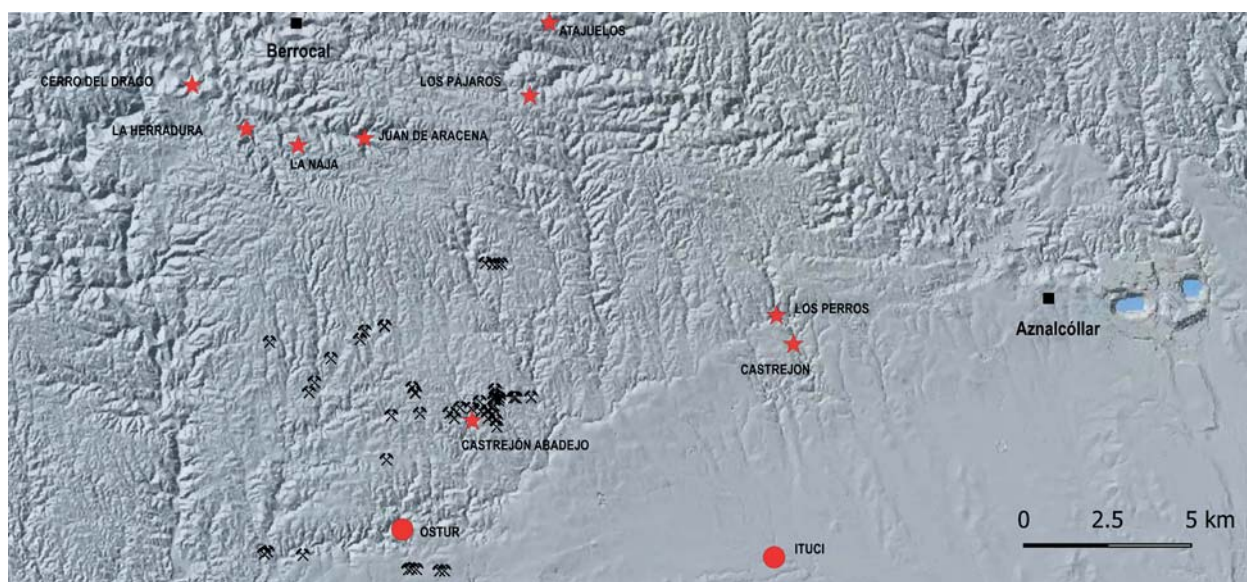 ATAJUELOS
Berrocal
CERRO DEL DRAGO
LOS PÁJAROS
LA HERRADURA
JUAN DE ARACENA
LA NAJA
LOS PERROS
Aznalcóllar
CASTREJÓN
CASTREJÓN ABADEJO
0 2.5 5 km
OSTUR
ITUCI